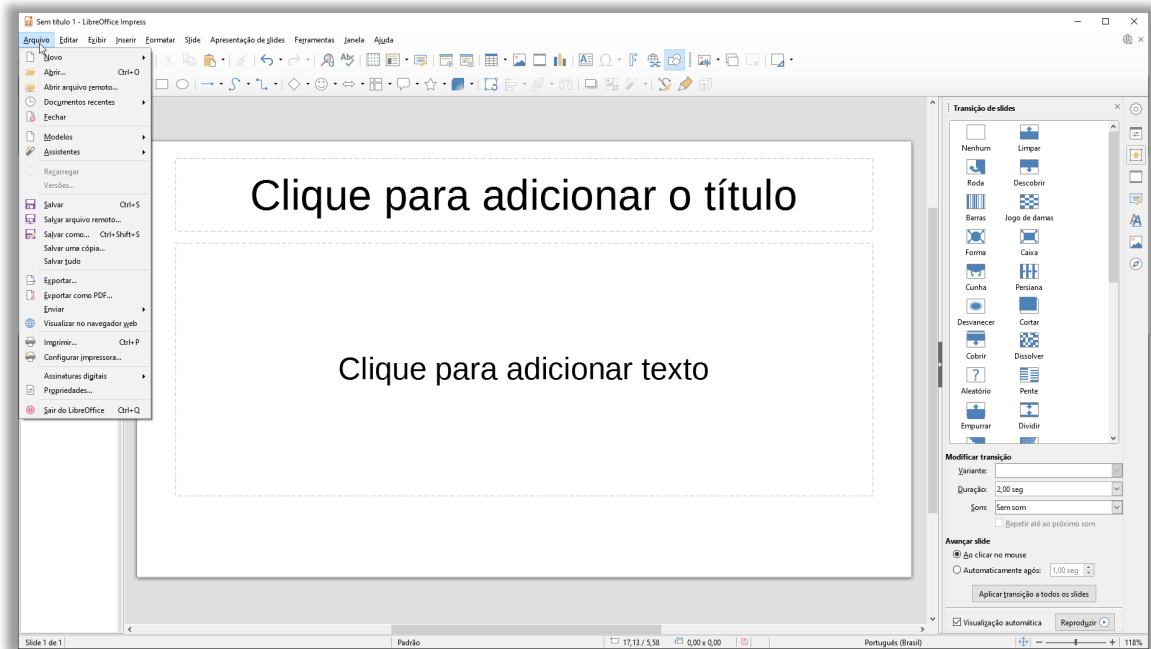 Sem título 1 - LibreOffice Impress
Arquivo Editar Exibir Inserir Formatar Slide Apresentação de slides Ferramentas Janela Ajuda
Novo
Abrir... Ctrl+O
Abrir arquivo remoto...
Documentos recentes
Fechar
Modelos
Assistentes
Recarregar
Versões...
Salvar Ctrl+S
Salvar arquivo remoto...
Salvar como... Ctrl+Shift+S
Salvar uma cópia...
Salvar tudo
Exportar...
Exportar como PDF...
Enviar
Visualizar no navegador web
Imprimir... Ctrl+P
Configurar impressora...
Assinaturas digitais
Propriedades...
Sair do LibreOffice Ctrl+Q
Clique para adicionar o título
Clique para adicionar texto
Transição de slides
Nenhum Limpar
Roda Descobrir
Barras Jogo de damas
Forma Caixa
Cunha Persiana
Desvanecer Cortar
Cobrir Dissolver
Aleatório Pente
Empurrar Dividir
Modificar transição
Variante:
Duração: 2,00 seg
Som: Sem som
Repetir até ao próximo som
Avançar slide
Ao clicar no mouse
Automaticamente após: 1,00 seg
Aplicar transição a todos os slides
Visualização automática Reproduzir
Slide 1 de 1 Padrão 17,13 / 5,58 0,00 x 0,00 Português (Brasil) 118%